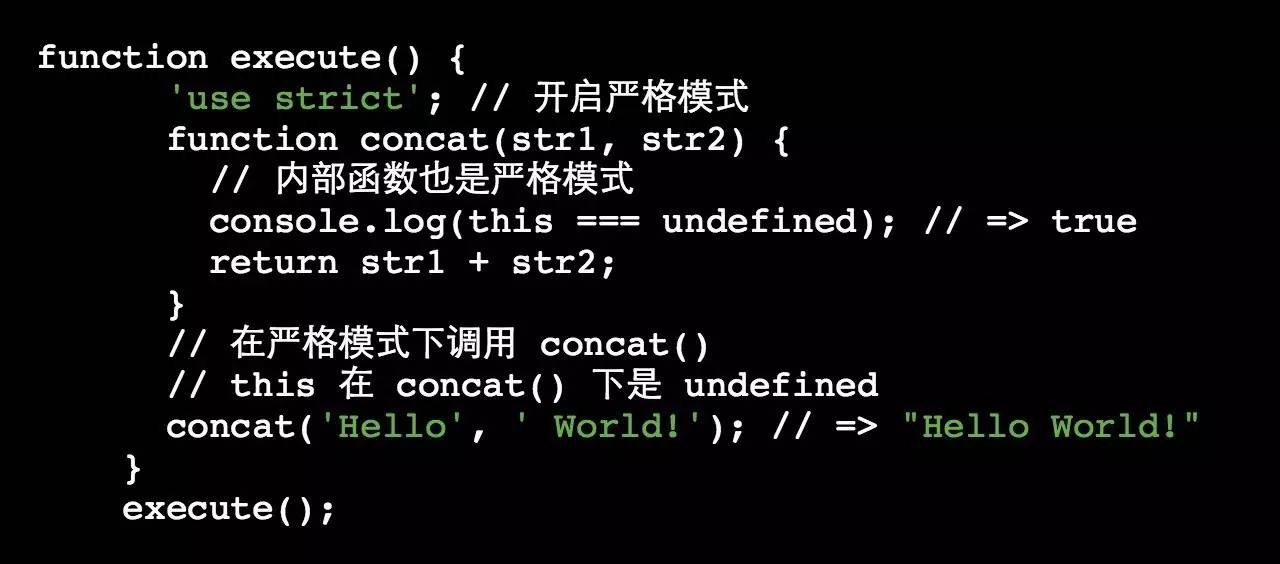 function execute() {
'use strict'; // 开启严格模式
function concat(str1, str2) {
// 内部函数也是严格模式
console.log(this === undefined); // => true
return str1 + str2;
}
// 在严格模式下调用 concat()
// this 在 concat() 下是 undefined
concat('Hello', ' World!'); // => "Hello World!"
}
execute();